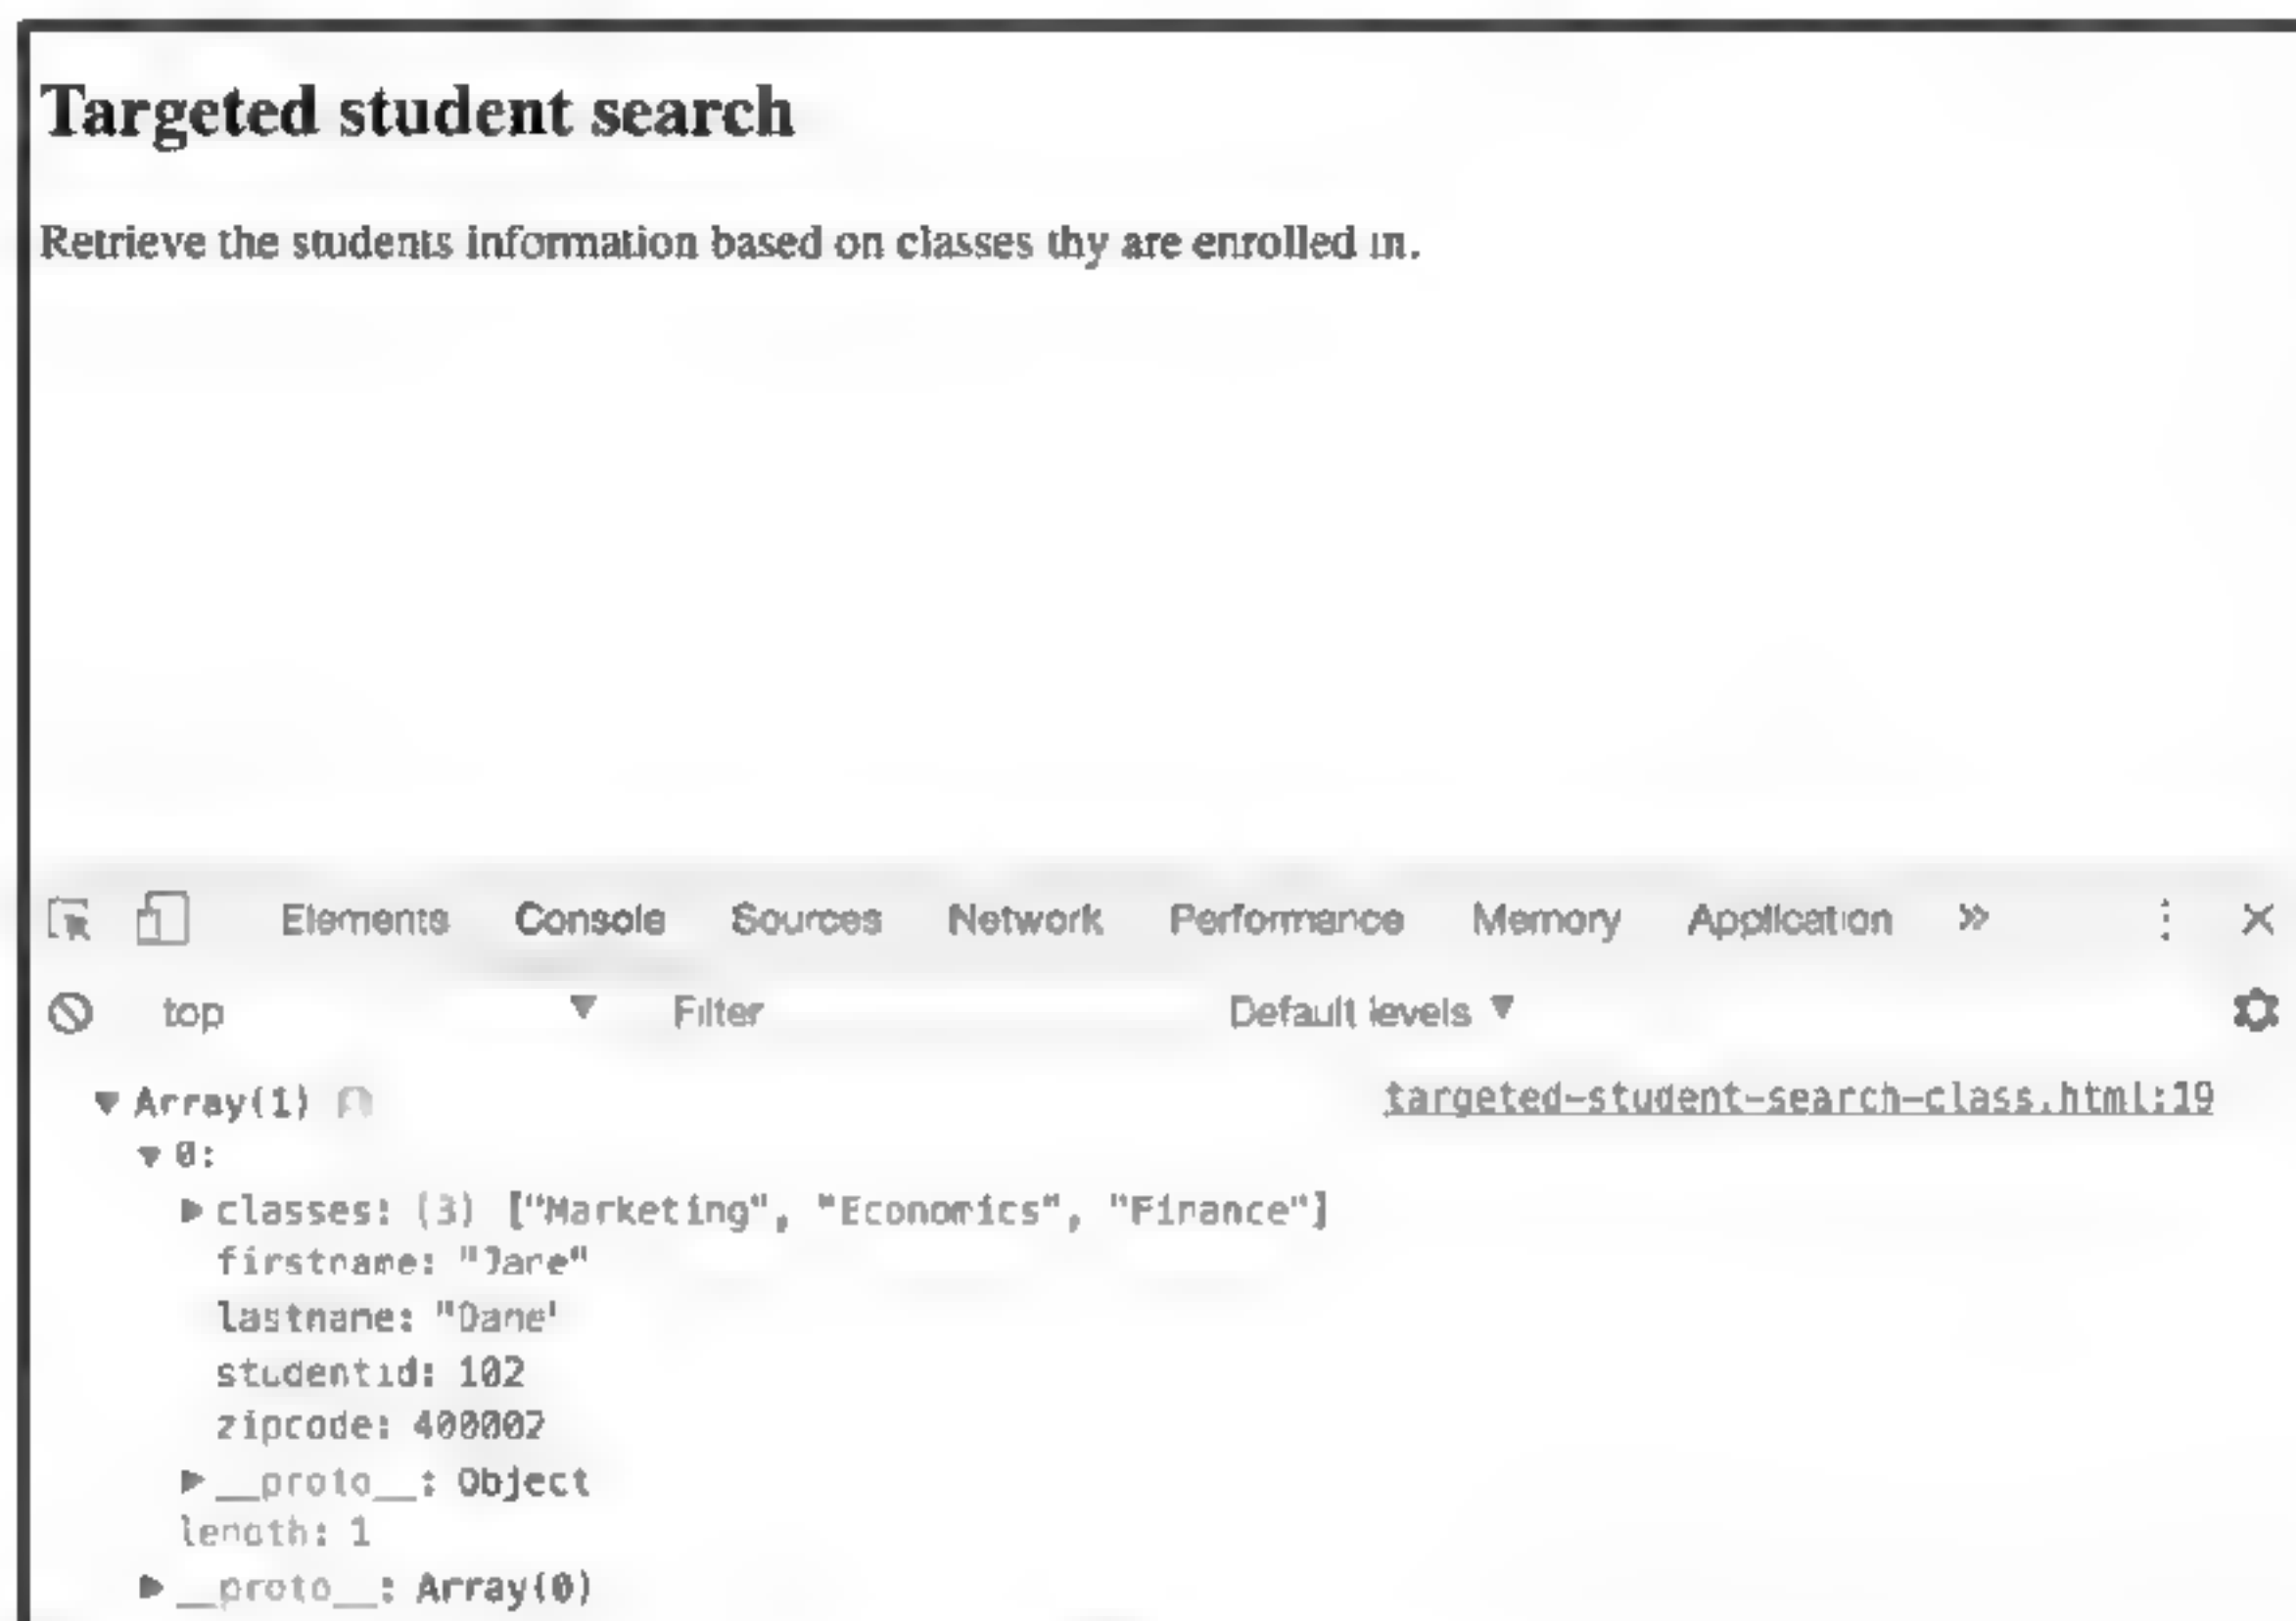 Targeted student search
Retrieve the students information based on classes thy are enrolled in.
Elements Console Sources Network Performance Memory Application »
top Filter Default levels
Array(1) targeted-student-search-class.html:19
0:
classes: (3) ["Marketing", "Economics", "Finance"]
firstname: "Jane"
lastname: "Dane"
studentid: 102
zipcode: 400002
__proto__: Object
length: 1
__proto__: Array(0)